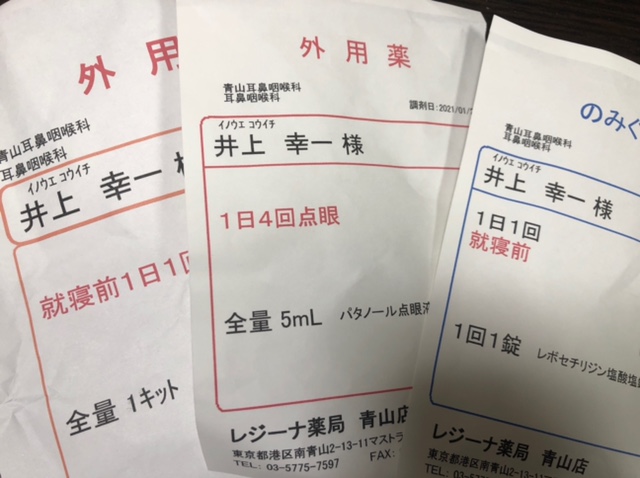 外用
青山耳鼻咽喉科
耳鼻咽喉科
イノウエ コウイチ
井上 幸一 様
就寝前1日1回
全量 1キット
外用薬
青山耳鼻咽喉科
耳鼻咽喉科
調剤日:2021/01/
イノウエ コウイチ
井上 幸一 様
1日4回点眼
全量 5mL パタノール点眼液
レジーナ薬局 青山店
東京都港区南青山2-13-11マストラ
TEL: 03-5775-7597 FAX:
のみぐ
青山耳鼻咽喉科
耳鼻咽喉科
イノウエ コウイチ
井上 幸一 様
1日1回
就寝前
1回1錠 レボセチリジン塩酸塩
レジーナ薬局 青山店
東京都港区南青山2-13-11
TEL: 03-5775-